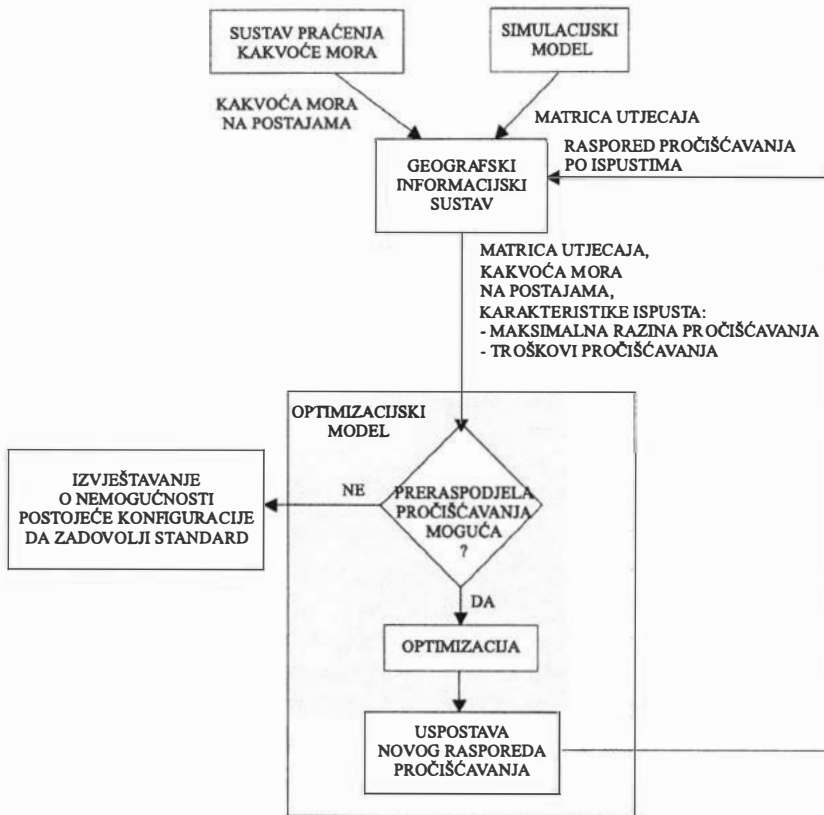 SUSTAV PRAĆENJA
KAKVOĆE MORA
SIMULACIJSKI
MODEL
KAKVOĆA MORA
NA POSTAJAMA
MATRICA UTJECAJA
RASPORED PROČIŠĆAVANJA
PO ISPUSTIMA
GEOGRAFSKI
INFORMACIJSKI
SUSTAV
MATRICA UTJECAJA,
KAKVOĆA MORA
NA POSTAJAMA,
KARAKTERISTIKE ISPUSTA:
- MAKSIMALNA RAZINA PROČIŠĆAVANJA
- TROŠKOVI PROČIŠĆAVANJA
OPTIMIZACIJSKI
MODEL
IZVJEŠTAVANJE
O NEMOGUĆNOSTI
POSTOJEĆE KONFIGURACIJE
DA ZADOVOLJI STANDARD
NE
PRERASPODJELA
PROČIŠĆAVANJA
MOGUĆA
?
DA
OPTIMIZACIJA
USPOSTAVA
NOVOG RASPOREDA
PROČIŠĆAVANJA